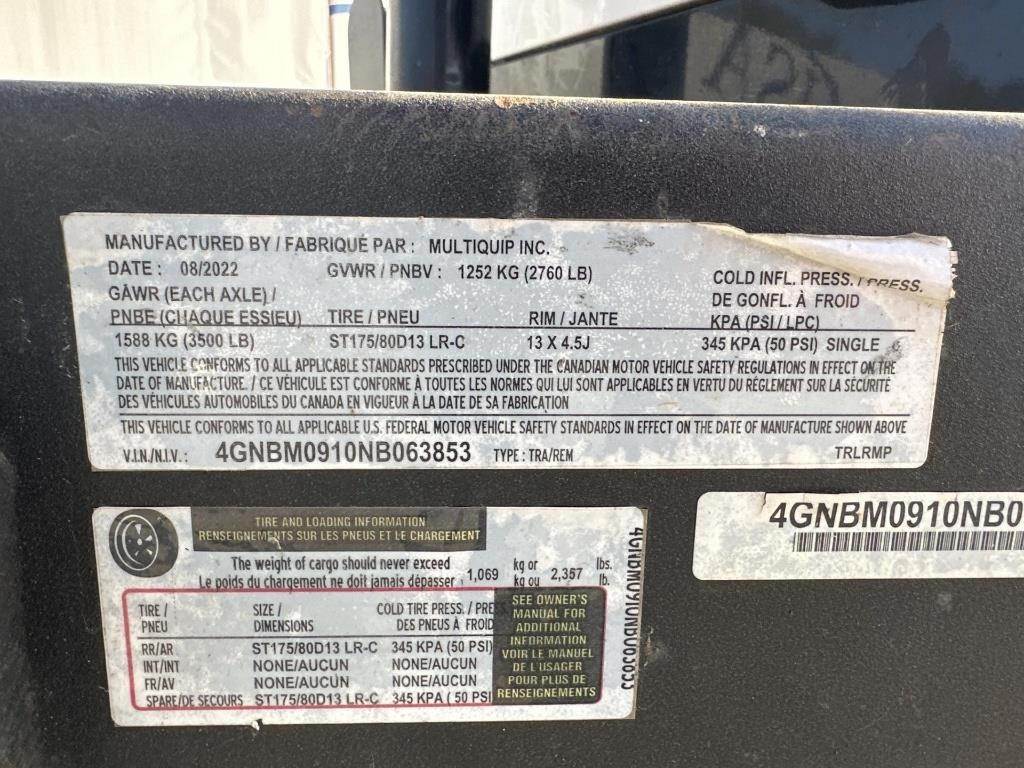 MANUFACTURED BY / FABRIQUÉ PAR : MULTIQUIP INC.
DATE : 08/2022 GVWR / PNBV : 1252 KG (2760 LB)
COLD INFL. PRESS. / PRESS.
GAWR (EACH AXLE) /
DE GONFL. À FROID
PNBE (CHAQUE ESSIEU) TIRE / PNEU RIM / JANTE KPA (PSI / LPC)
1588 KG (3500 LB) ST175/80D13 LR-C 13 X 4.5J 345 KPA (50 PSI) SINGLE
THIS VEHICLE CONFORMS TO ALL APPLICABLE STANDARDS PRESCRIBED UNDER THE CANADIAN MOTOR VEHICLE SAFETY REGULATIONS IN EFFECT ON THE
DATE OF MANUFACTURE. / CE VÉHICULE EST CONFORME À TOUTES LES NORMES QUI LUI SONT APPLICABLES EN VERTU DU RÈGLEMENT SUR LA SÉCURITÉ
DES VÉHICULES AUTOMOBILES DU CANADA EN VIGUEUR À LA DATE DE SA FABRICATION
THIS VEHICLE CONFORMS TO ALL APPLICABLE U.S. FEDERAL MOTOR VEHICLE SAFETY STANDARDS IN EFFECT ON THE DATE OF MANUFACTURE SHOWN ABOVE
V.I.N./N.I.V.: 4GNBM0910NB063853 TYPE : TRA/REM TRLRMP
4GNBM0910NB0
TIRE AND LOADING INFORMATION
RENSEIGNEMENTS SUR LES PNEUS ET LE CHARGEMENT
The weight of cargo should never exceed
Le poids du chargement ne doit jamais dépasser 1,069 kg or
kg ou 2,357 lbs.
lb.
TIRE / SIZE / COLD TIRE PRESS. / PRES
PNEU DIMENSIONS DES PNEUS À FROID
RR/AR ST175/80D13 LR-C 345 KPA (50 PSI)
INT/INT NONE/AUCUN NONE/AUCUN
FR/AV NONE/AUCUN NONE/AUCUN
SPARE/DE SECOURS ST175/80D13 LR-C 345 KPA ( 50 PSI
SEE OWNER'S
MANUAL FOR
ADDITIONAL
INFORMATION
VOIR LE MANUEL
DE L'USAGER
POUR PLUS DE
RENSEIGNEMENTS
4GNBM0910NB063853